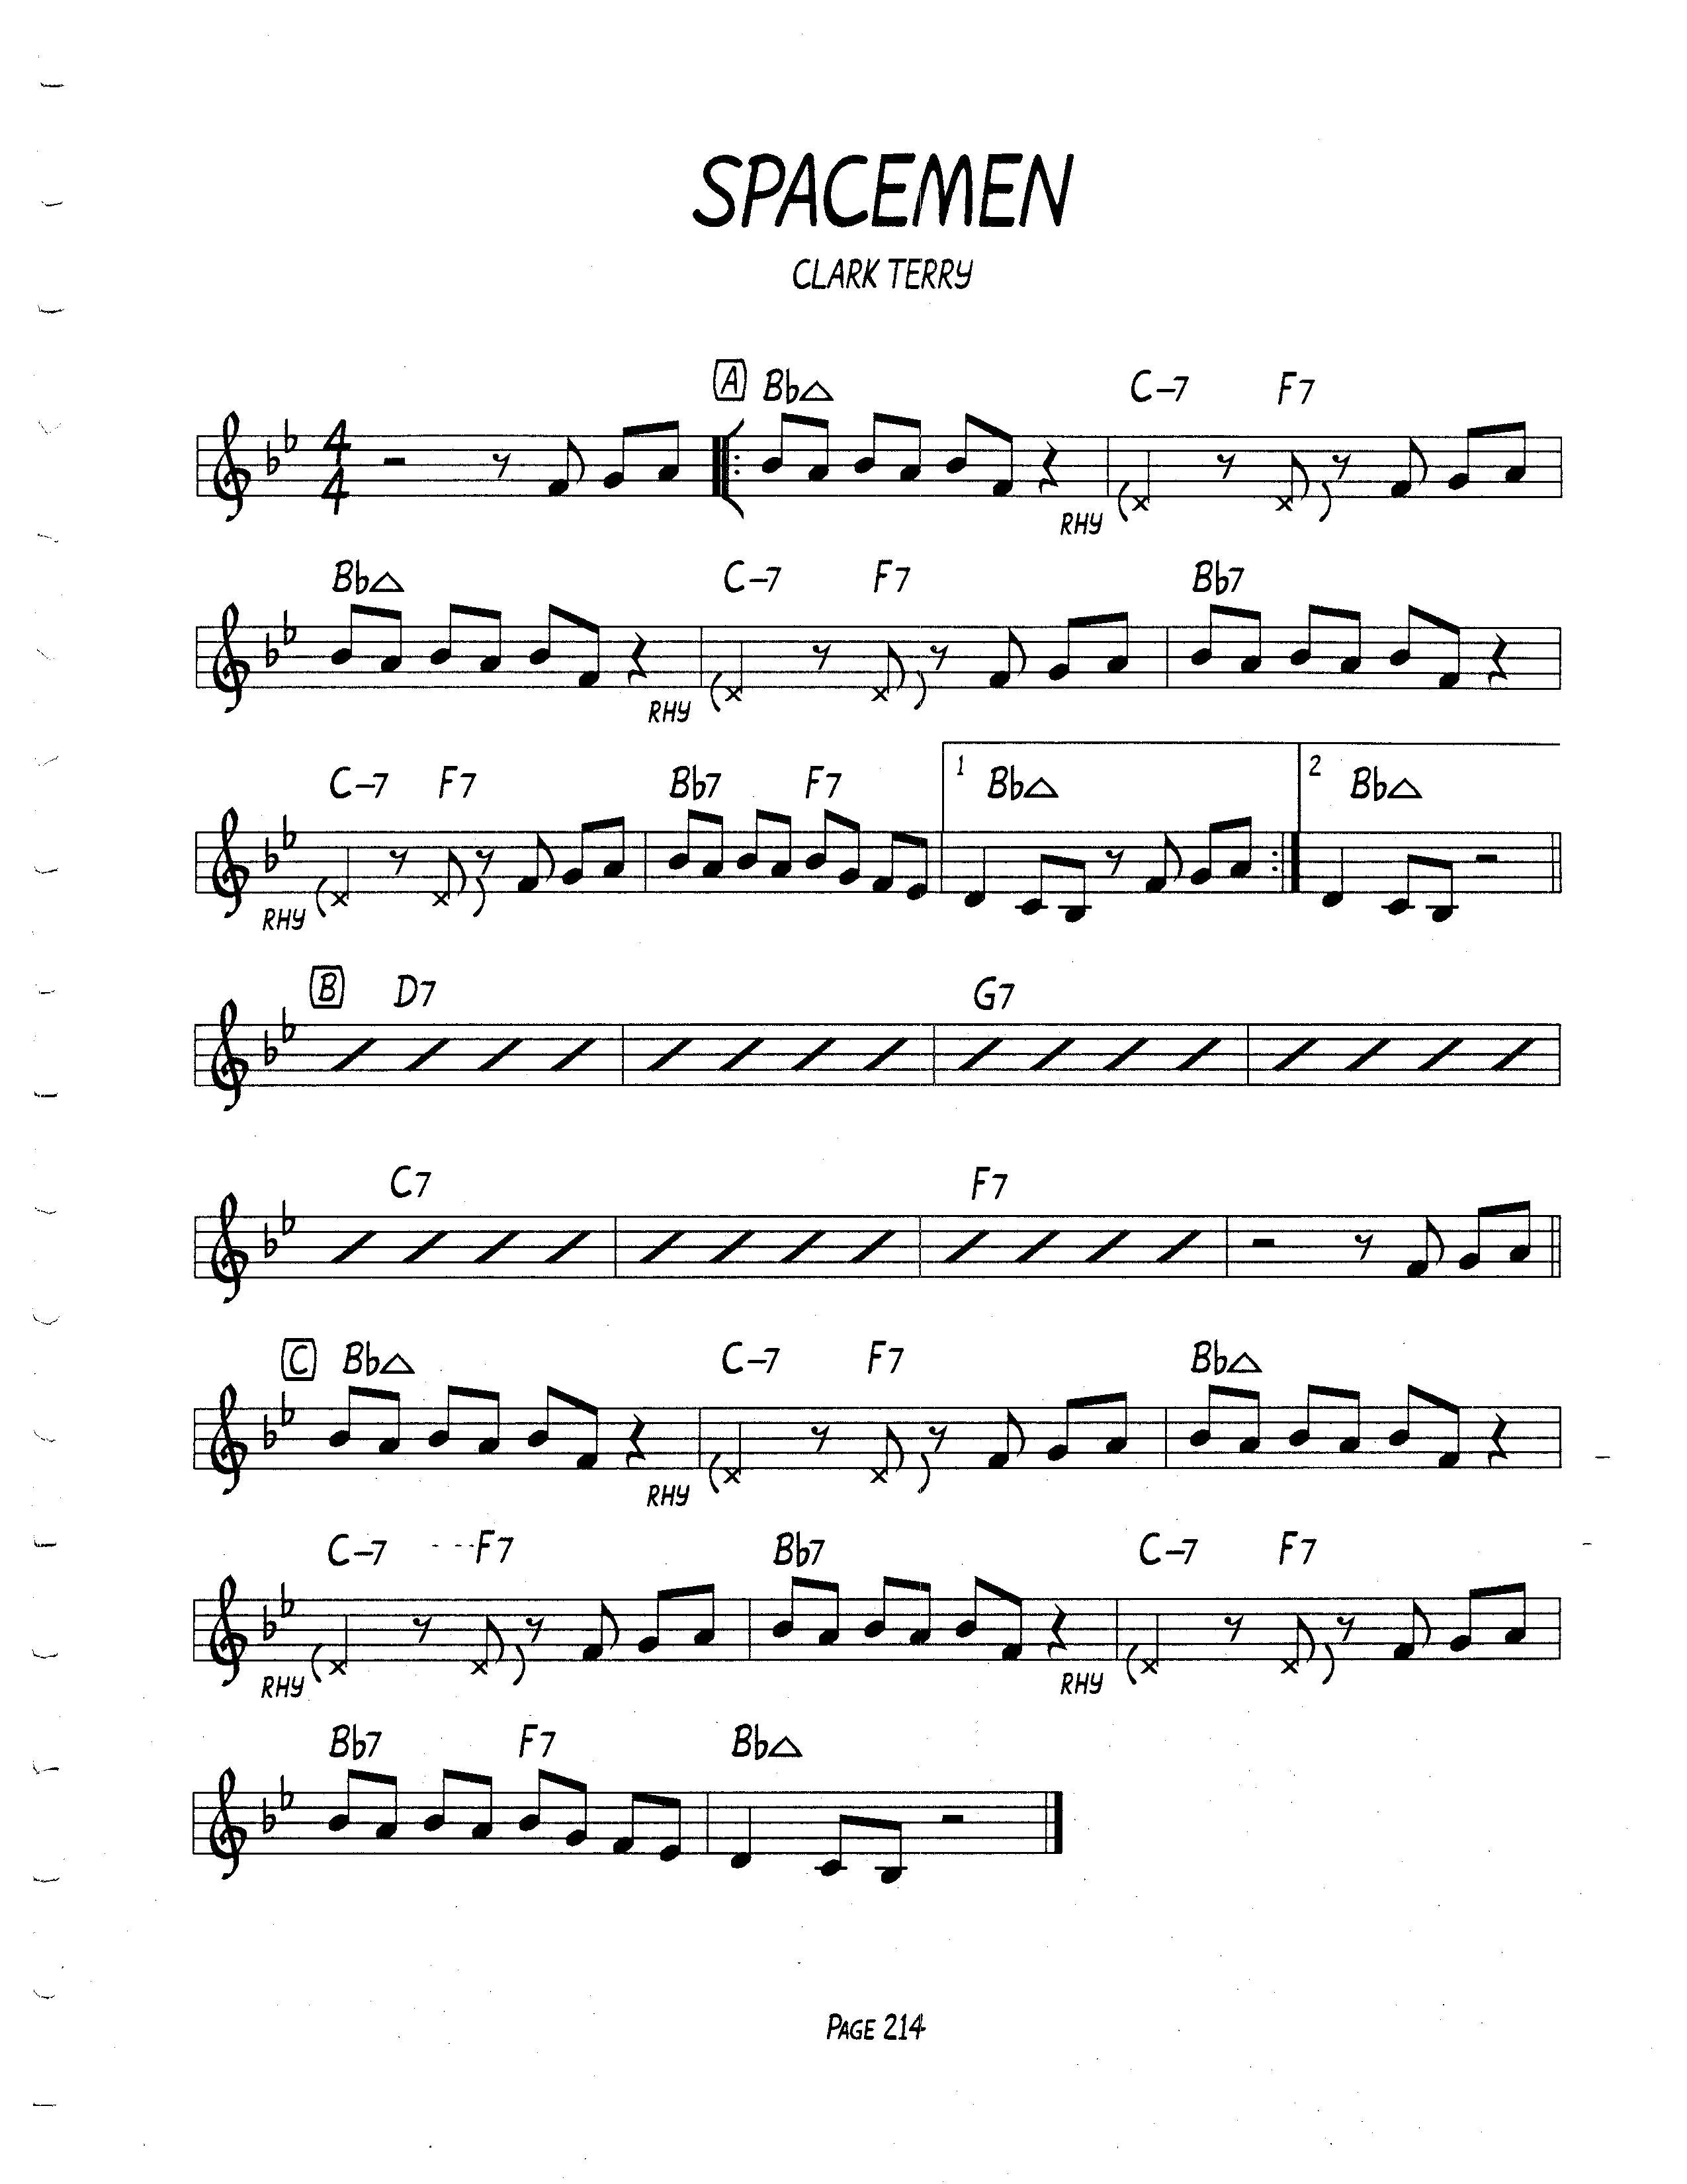 SPACEMEN
CLARK TERRY
A Bb△ C-7 F7
4
4
RHY
Bb△ C-7 F7 Bb7
RHY
1 2
C-7 F7 Bb7 F7 Bb△ Bb△
RHY
B D7 G7
C7 F7
C Bb△ C-7 F7 Bb△
RHY
C-7 F7 Bb7 C-7 F7
RHY RHY
Bb7 F7 Bb△
PAGE 214